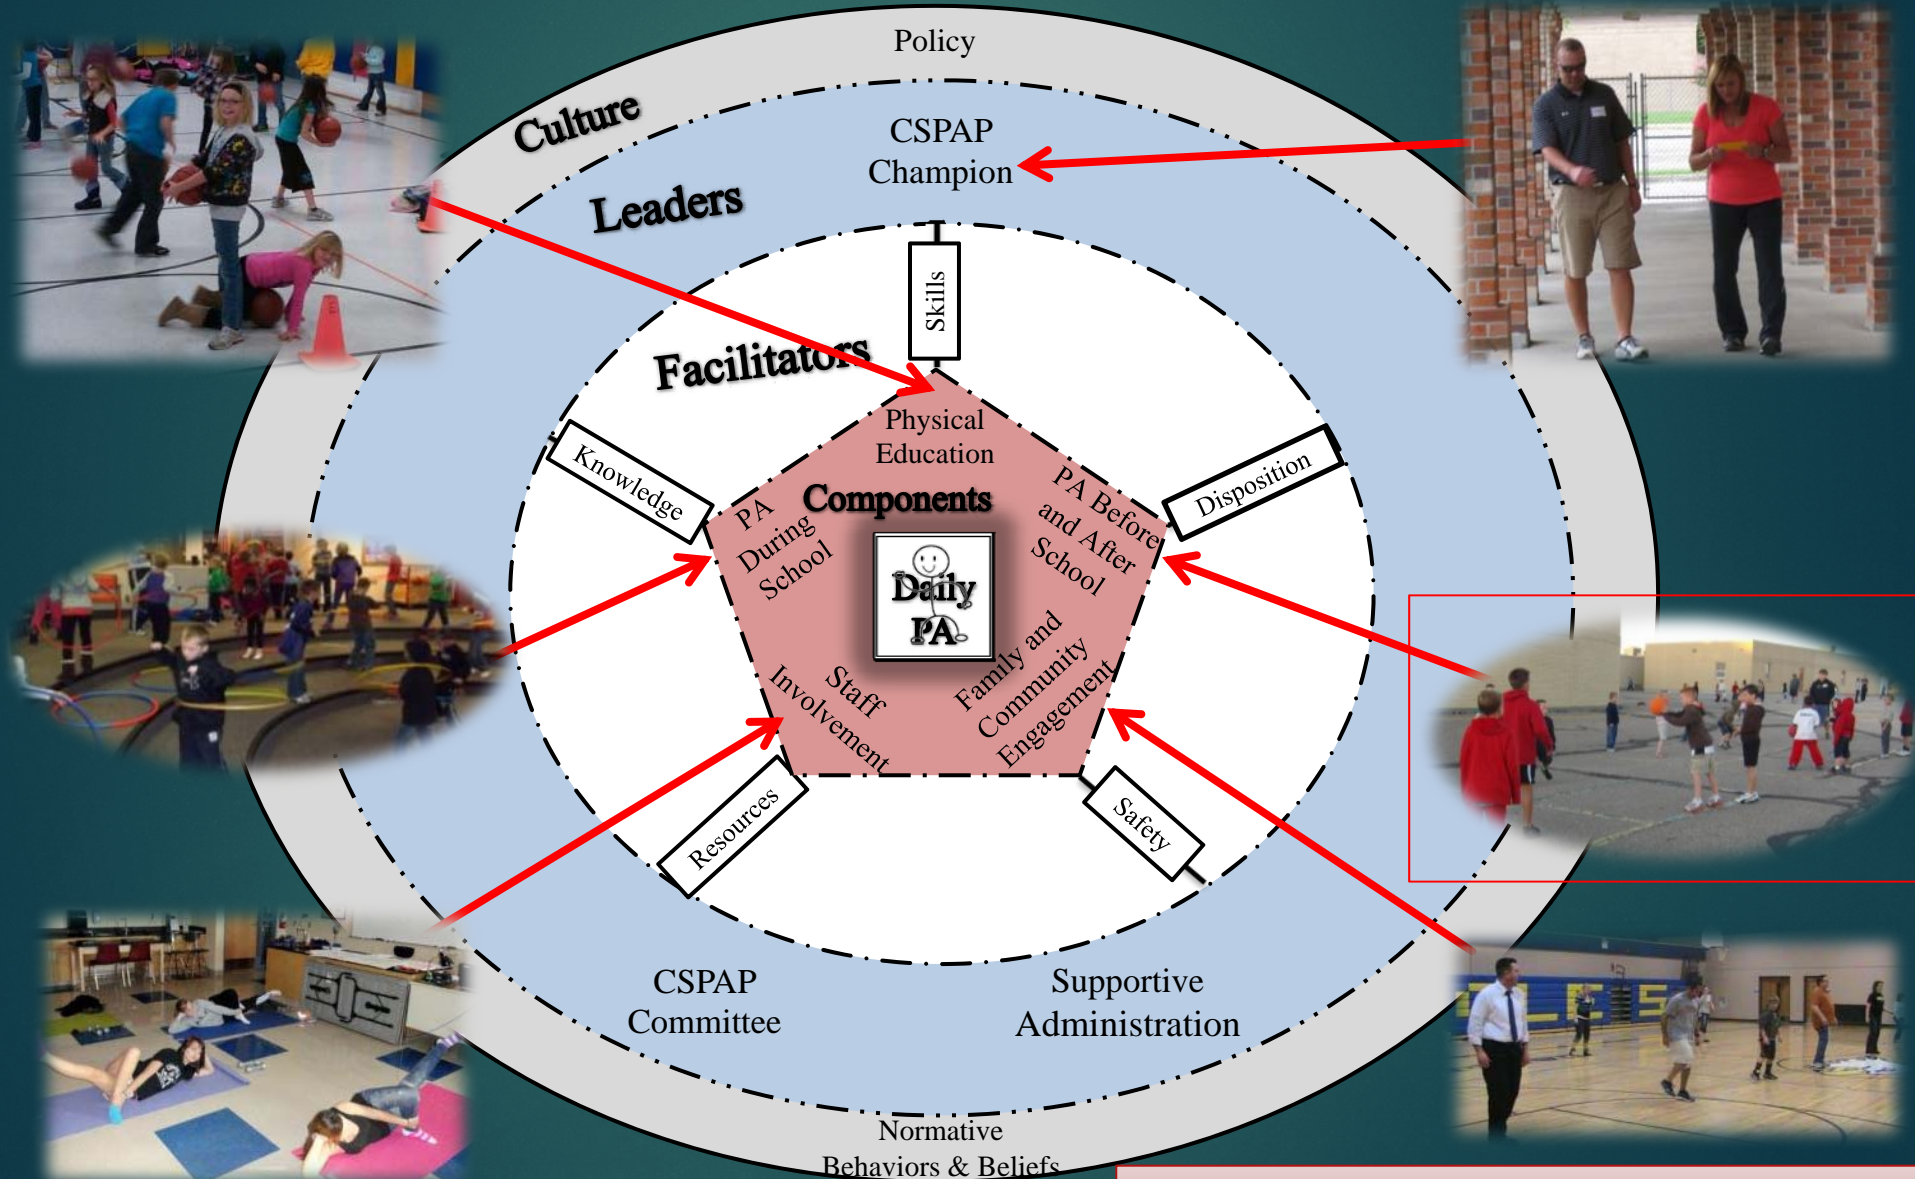 Policy
Culture
CSPAP
Champion
Leaders
Skills
Facilitators
Knowledge
Disposition
Physical
Education
Components
PA
During
School
PA Before
and After
School
Daily
PA
Staff
Involvement
Family and
Community
Engagement
Resources
Safety
CSPAP
Committee
Supportive
Administration
Normative
Behaviors & Beliefs